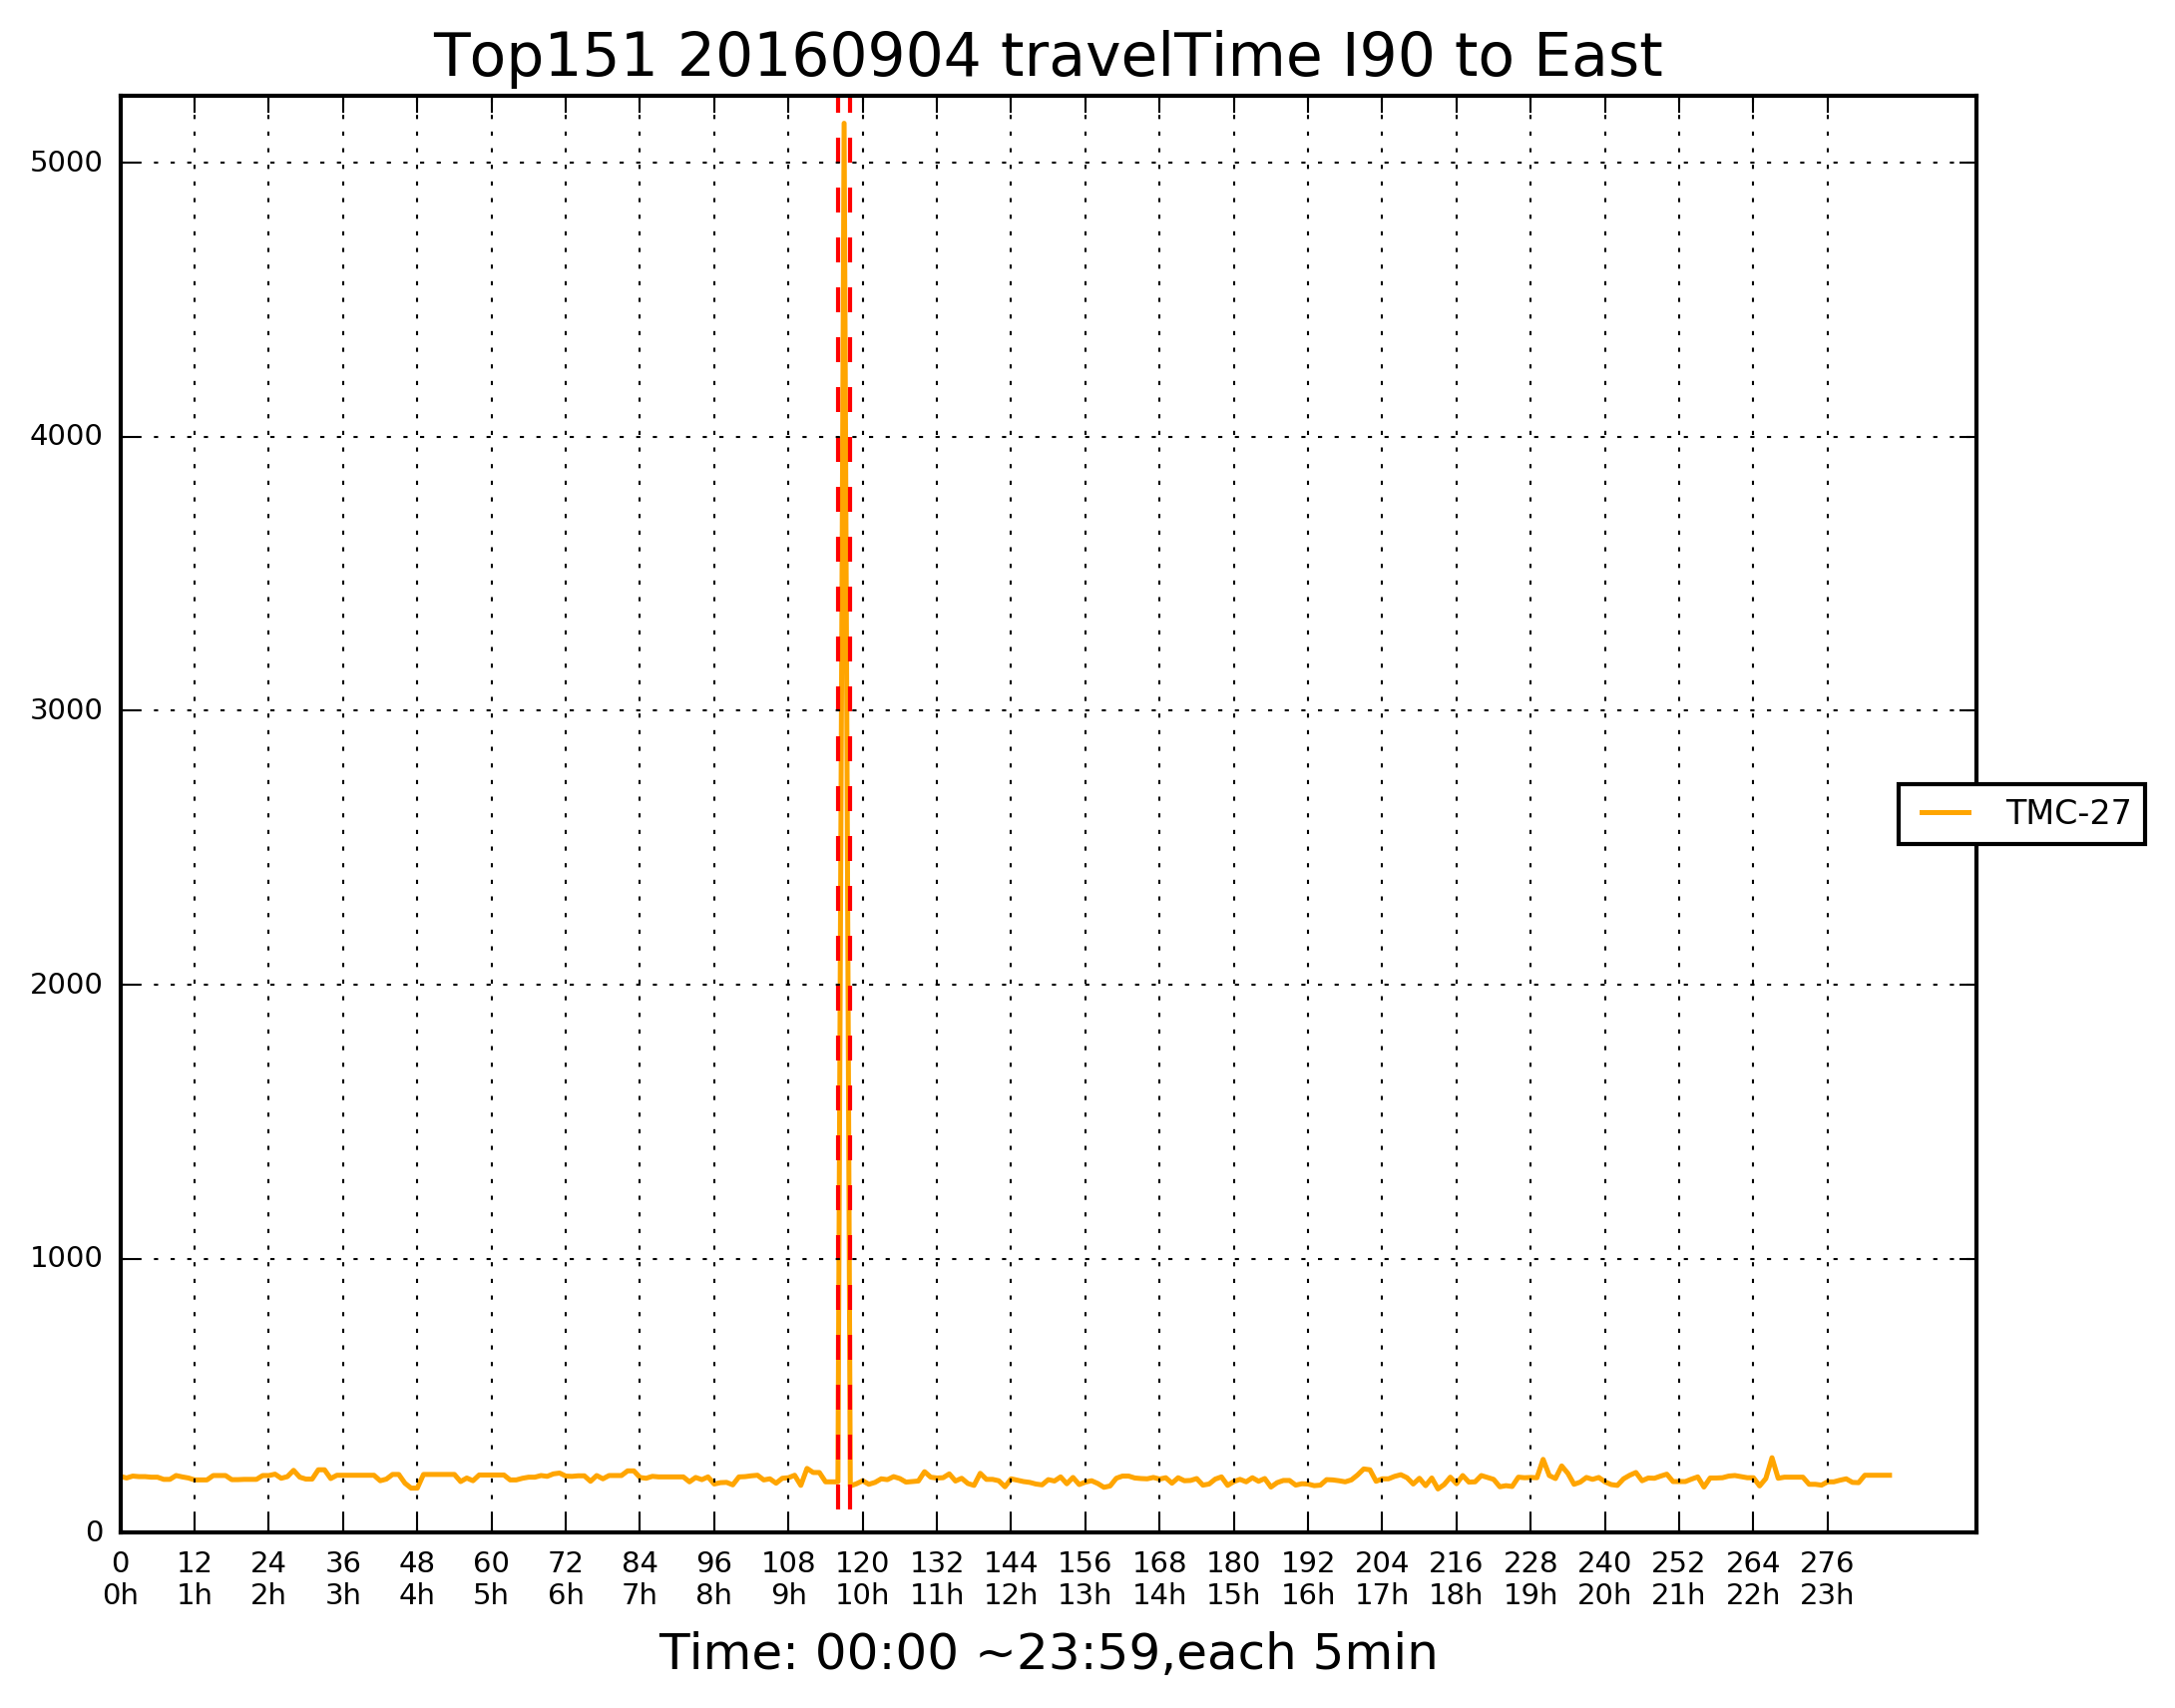 Top151 20160904 travelTime I90 to East
5000
4000
3000
2000
1000
0
TMC-27
0 12 24 36 48 60 72 84 96 108 120 132 144 156 168 180 192 204 216 228 240 252 264 276
0h 1h 2h 3h 4h 5h 6h 7h 8h 9h 10h 11h 12h 13h 14h 15h 16h 17h 18h 19h 20h 21h 22h 23h
Time: 00:00 ~23:59,each 5min